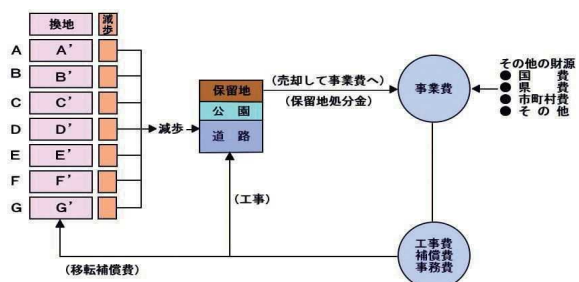 換地 減歩
A A’
B B’
C C’
D D’
E E’
F F’
G G’
減歩
保留地
公園
道路
(売却して事業費へ)
(保留地処分金)
事業費
その他の財源
● 国費
● 県費
● 市町村費
● その他
(工事)
(移転補償費)
工事費
補償費
事務費